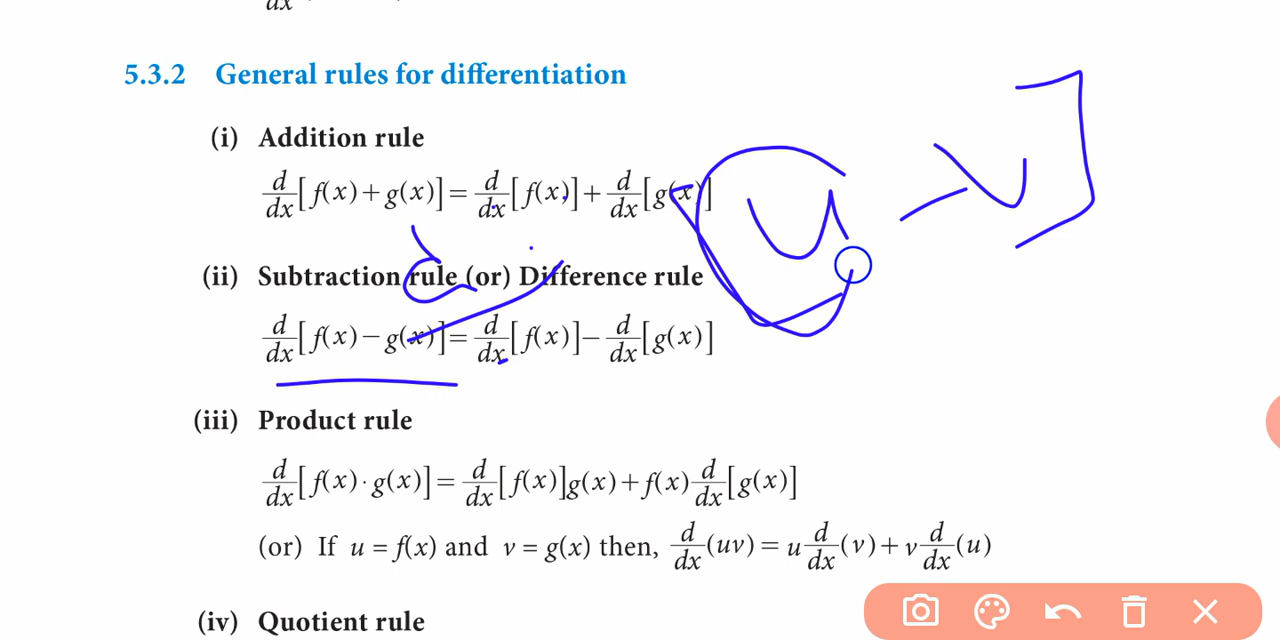 dx
5.3.2 General rules for differentiation
(i) Addition rule
d/dx[f(x)+g(x)]= d/dx[f(x)]+ d/dx[g(x)]
(ii) Subtraction rule (or) Difference rule
d/dx[f(x)−g(x)]= d/dx[f(x)]− d/dx[g(x)]
[u − v]
(iii) Product rule
d/dx[f(x)·g(x)]= d/dx[f(x)]g(x)+f(x) d/dx[g(x)]
(or) If u = f(x) and v = g(x) then, d/dx(uv) = u d/dx(v)+ v d/dx(u)
(iv) Quotient rule